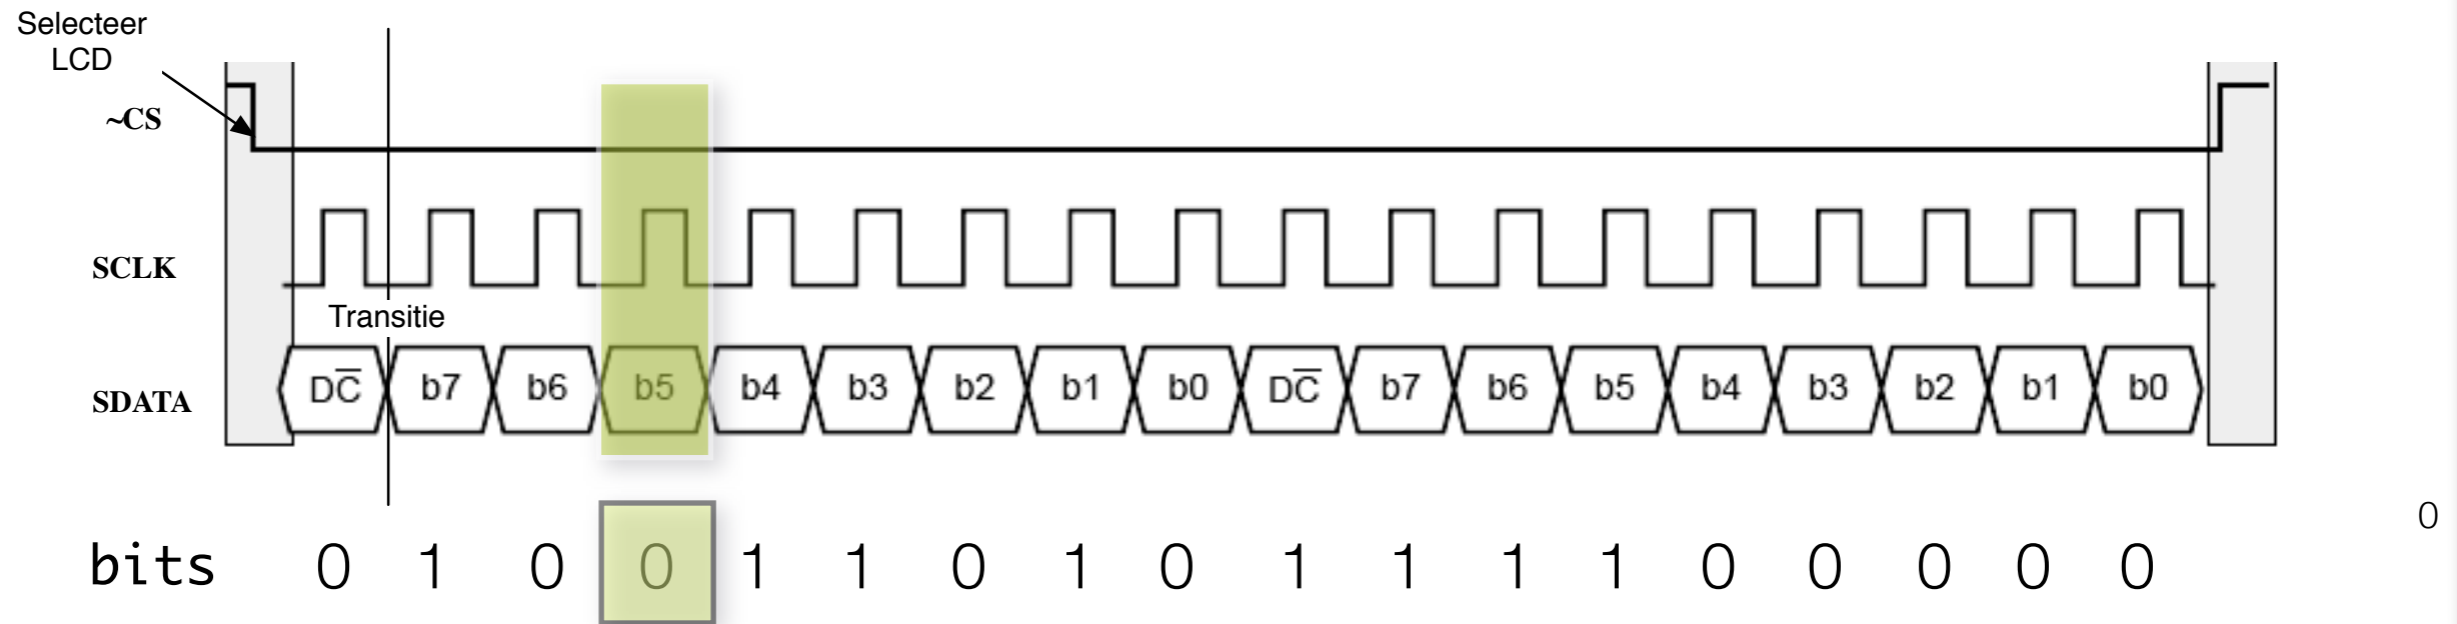 Selecteer
LCD
~CS
SCLK
Transitie
SDATA DC̅ b7 b6 b5 b4 b3 b2 b1 b0 DC̅ b7 b6 b5 b4 b3 b2 b1 b0
0
bits 0 1 0 0 1 1 0 1 0 1 1 1 1 0 0 0 0 0